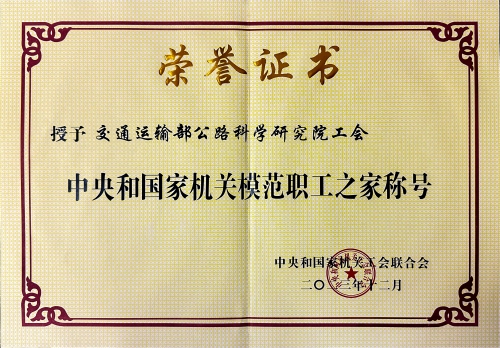 荣誉证书
授予 交通运输部公路科学研究院工会
中央和国家机关模范职工之家称号
中央和国家机关工会联合会
二〇二三年十二月